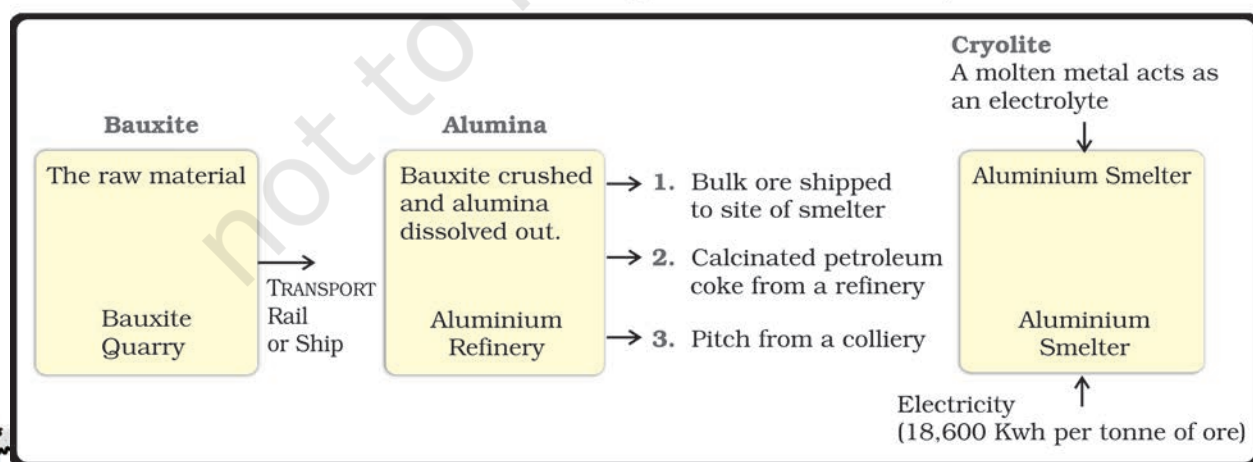 not to
Cryolite
A molten metal acts as
an electrolyte
Bauxite
The raw material
Bauxite
Quarry
TRANSPORT
Rail
or Ship
Alumina
Bauxite crushed
and alumina
dissolved out.
Aluminium
Refinery
1. Bulk ore shipped
to site of smelter
2. Calcinated petroleum
coke from a refinery
3. Pitch from a colliery
Aluminium Smelter
Aluminium
Smelter
Electricity
(18,600 Kwh per tonne of ore)